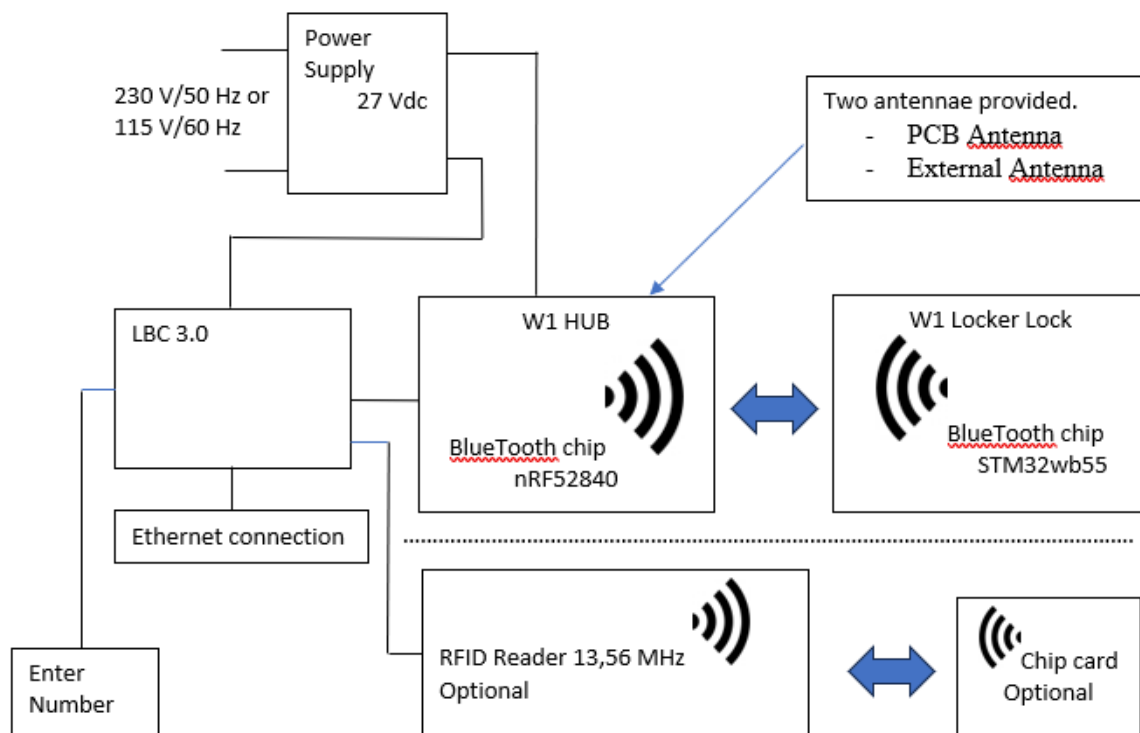 Power
Supply
27 Vdc
230 V/50 Hz or
115 V/60 Hz
Two antennae provided.
- PCB Antenna
- External Antenna
LBC 3.0
W1 HUB
BlueTooth chip
nRF52840
W1 Locker Lock
BlueTooth chip
STM32wb55
Ethernet connection
Enter
Number
RFID Reader 13,56 MHz
Optional
Chip card
Optional